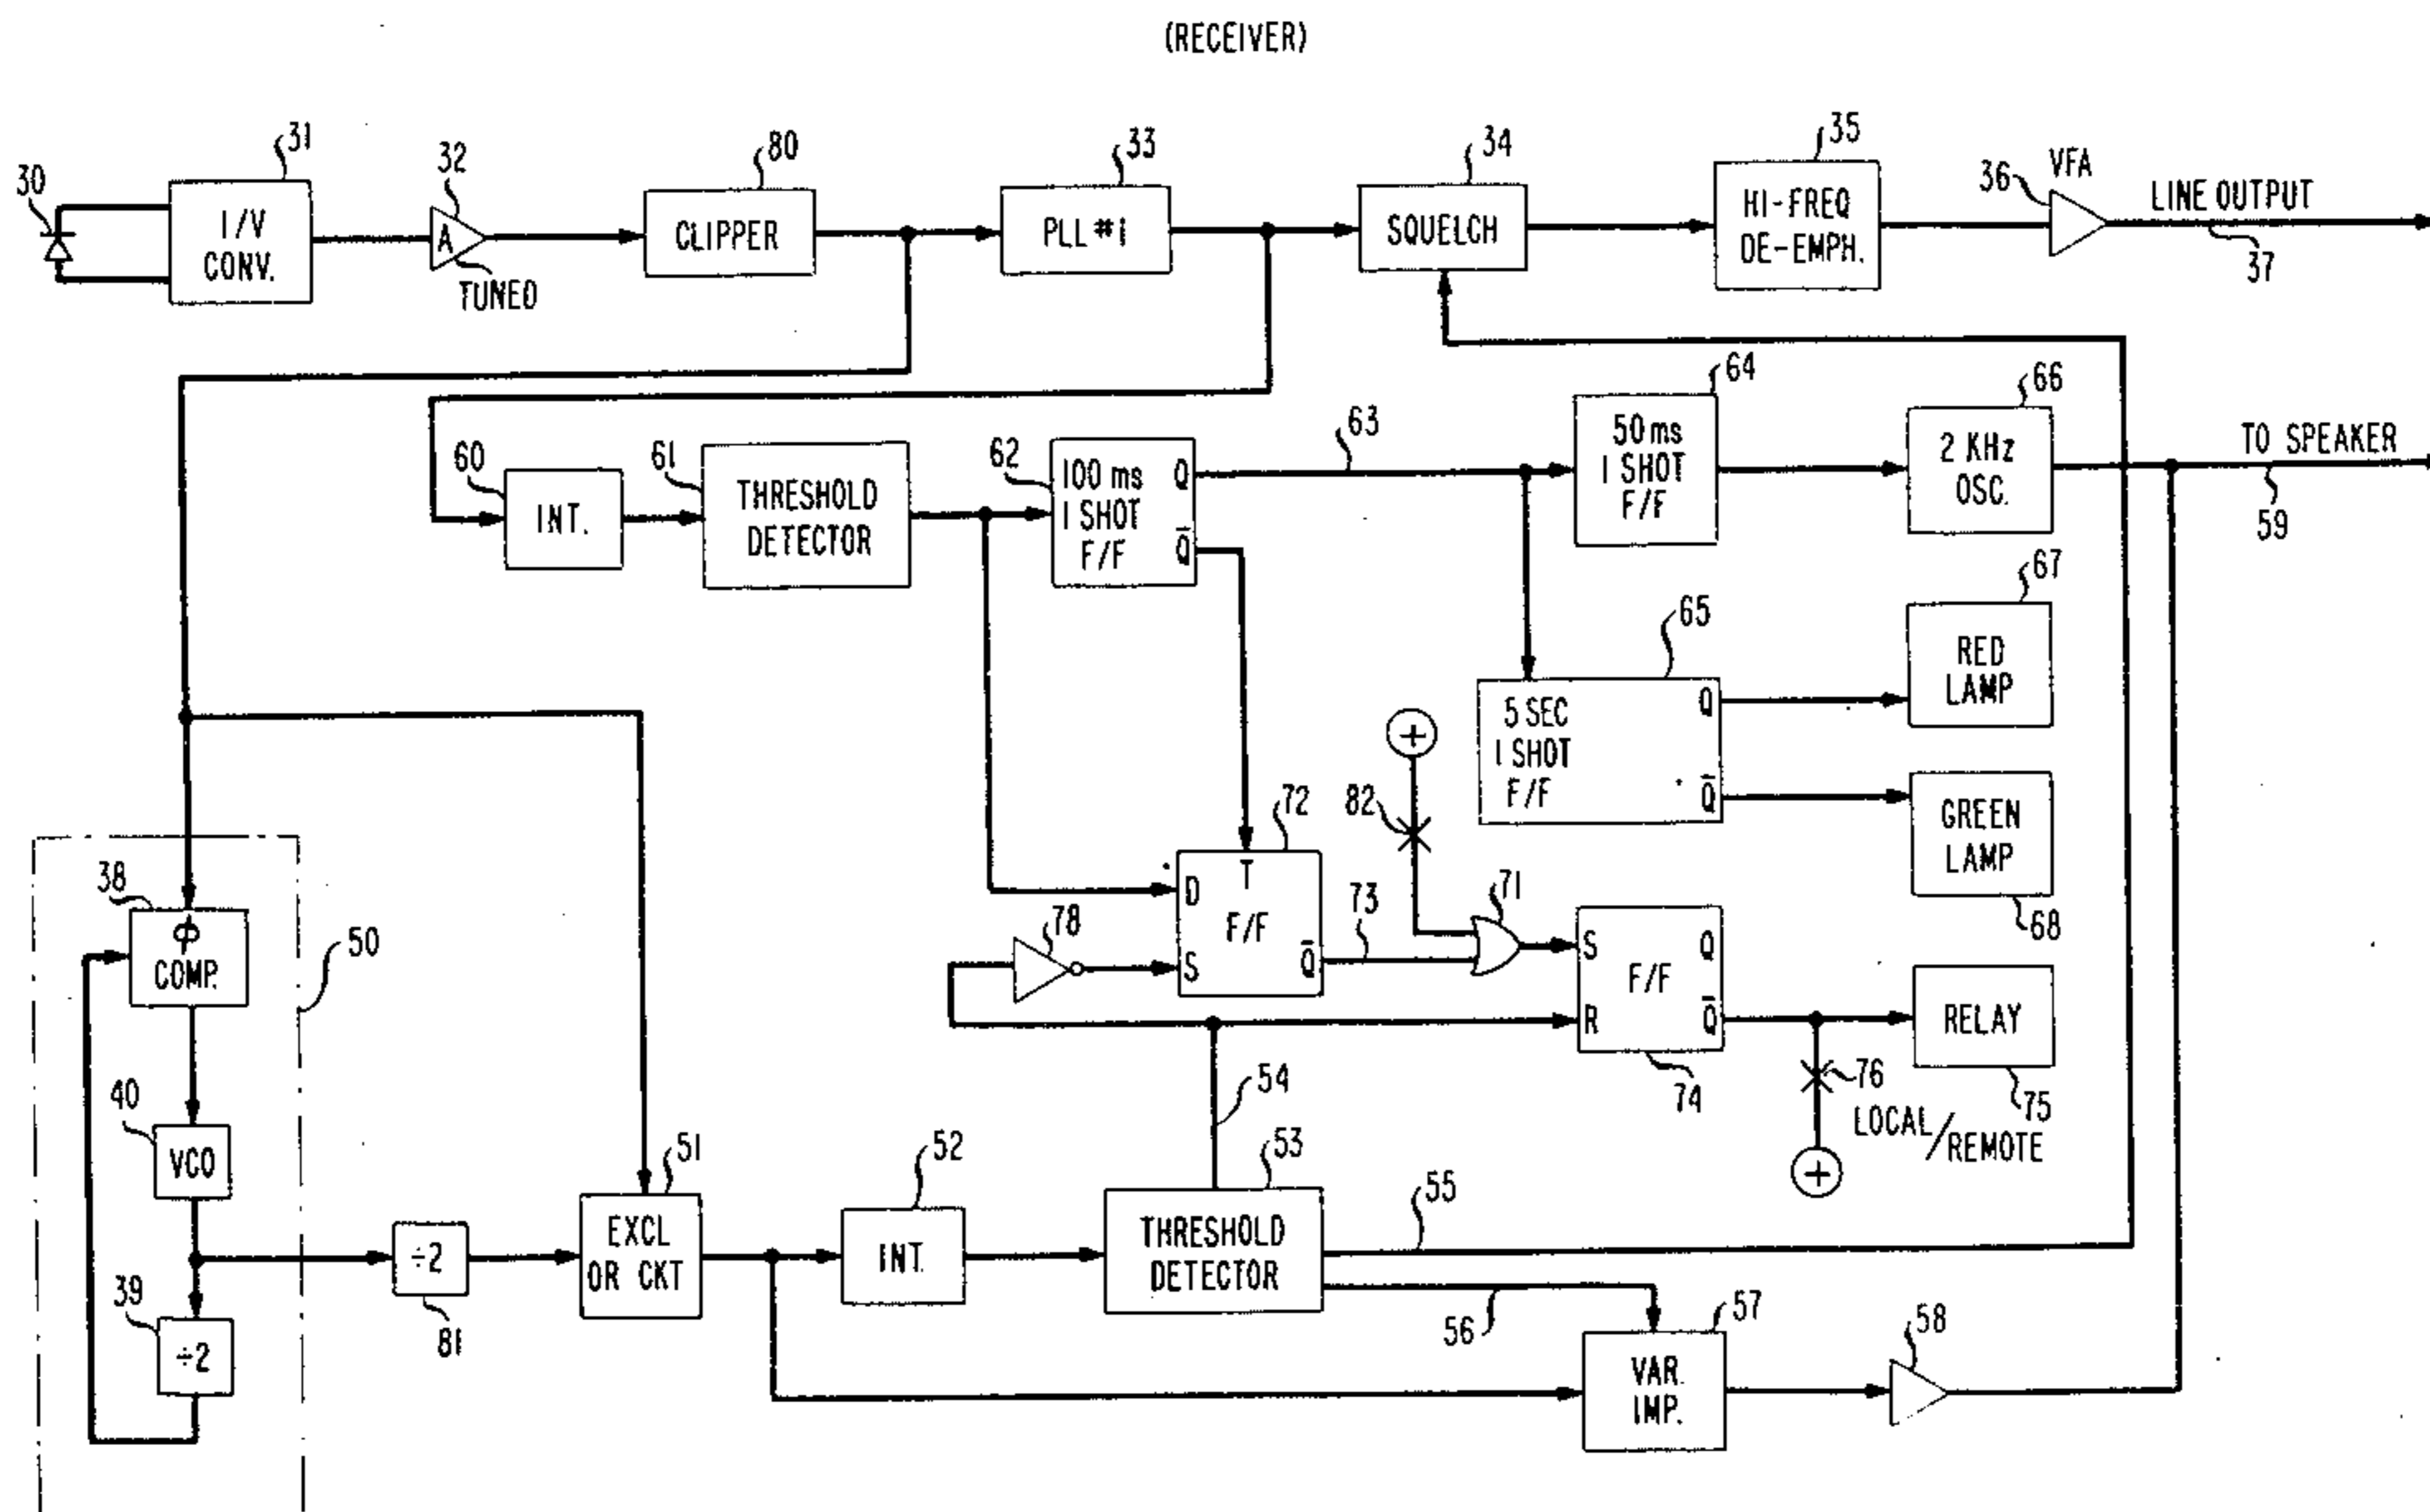 (RECEIVER)
30
31
I/V
CONV.
32
A
TUNED
80
CLIPPER
33
PLL #1
34
SQUELCH
35
HI-FREQ
DE-EMPH.
36
VFA
LINE OUTPUT
37
60
INT.
61
THRESHOLD
DETECTOR
62
100 ms
1 SHOT
F/F
Q
Q̅
63
64
50 ms
1 SHOT
F/F
66
2 KHz
OSC.
TO SPEAKER
59
65
5 SEC
1 SHOT
F/F
Q
Q̅
67
RED
LAMP
GREEN
LAMP
68
+
82
72
T
D
F/F
S
Q̅
78
73
71
S
Q
F/F
R
Q̅
74
RELAY
75
76
LOCAL/REMOTE
+
38
Φ
COMP.
50
40
VCO
39
÷2
÷2
81
51
EXCL
OR CKT
52
INT.
54
53
THRESHOLD
DETECTOR
55
56
57
VAR.
IMP.
58